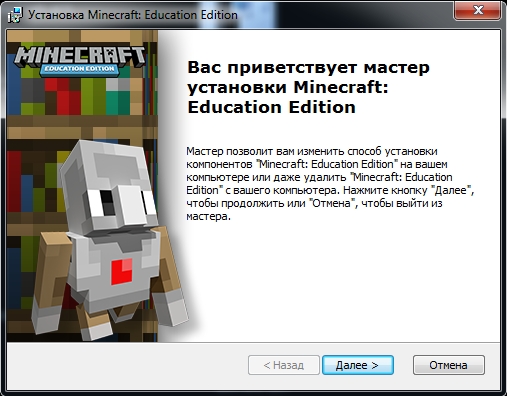 Установка Minecraft: Education Edition
MINECRAFT
EDUCATION EDITION
Вас приветствует мастер
установки Minecraft:
Education Edition
Мастер позволит вам изменить способ установки
компонентов "Minecraft: Education Edition" на вашем
компьютере или даже удалить "Minecraft: Education
Edition" с вашего компьютера. Нажмите кнопку "Далее",
чтобы продолжить или "Отмена", чтобы выйти из
мастера.
< Назад
Далее >
Отмена